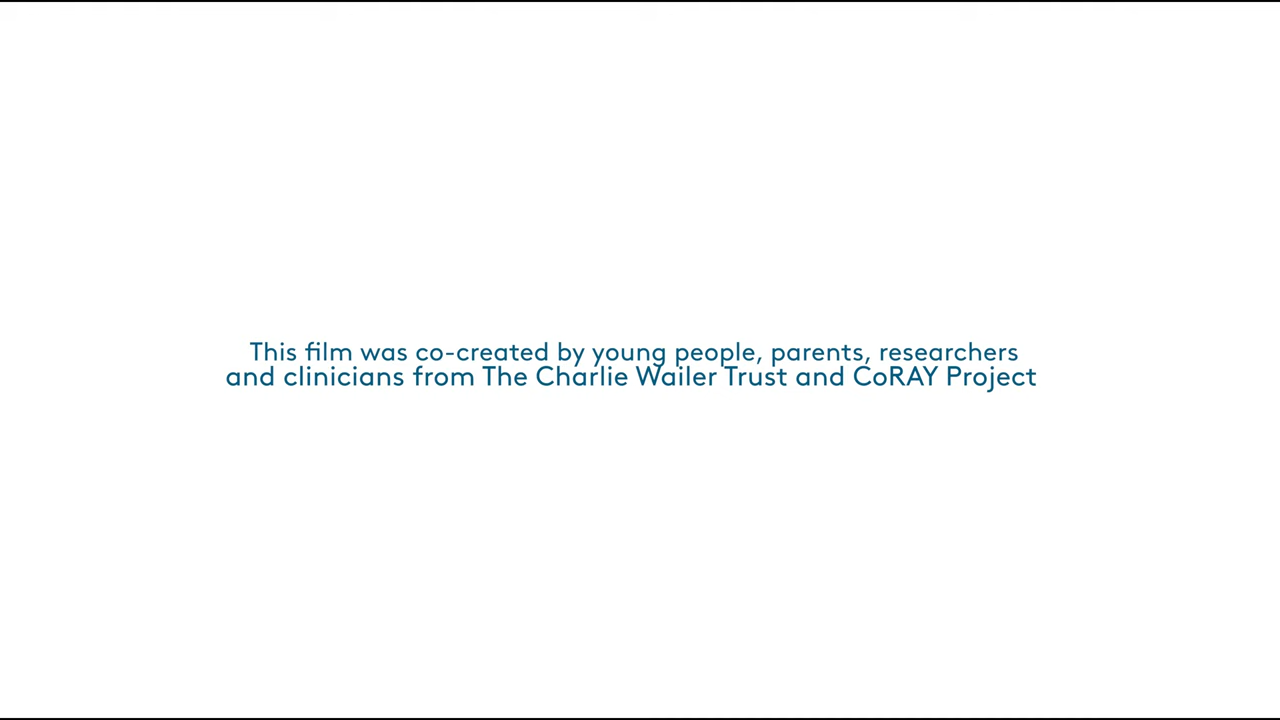 This film was co-created by young people, parents, researchers
and clinicians from The Charlie Wailer Trust and CoRAY Project